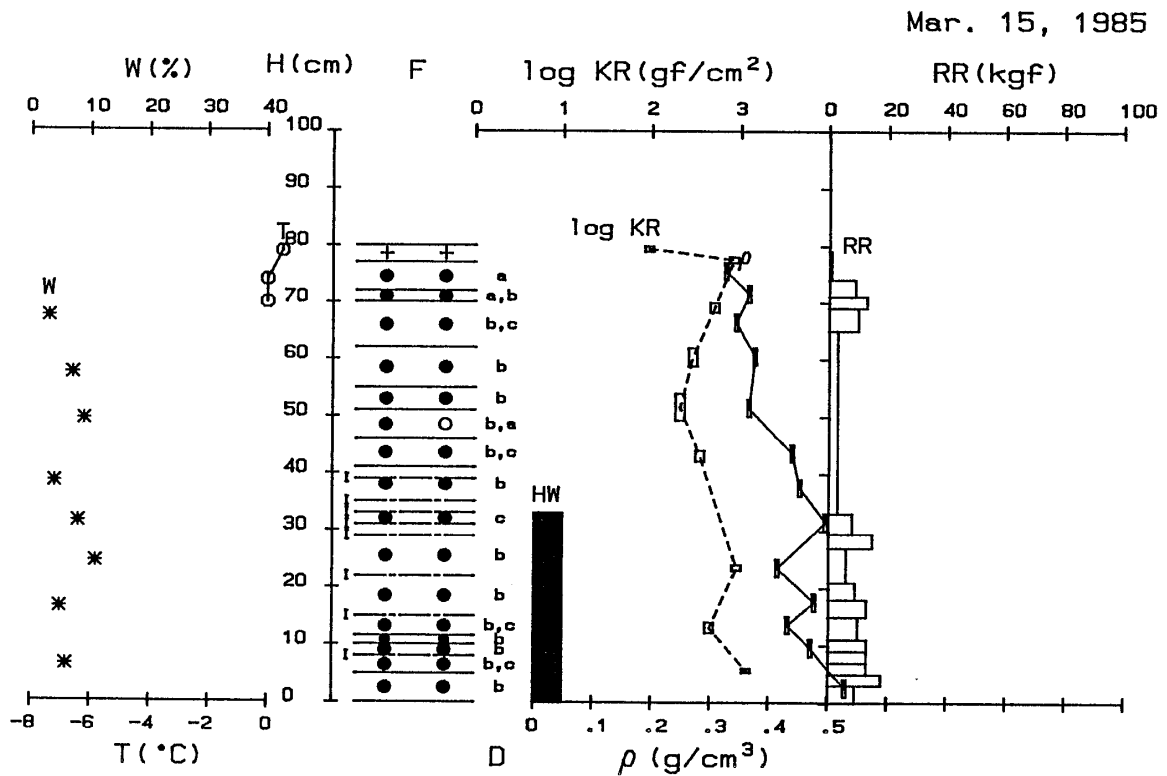 Mar. 15, 1985
W(%) H(cm) F log KR(gf/cm²) RR(kgf)
0 10 20 30 40 0 2 3 0 20 40 60 80 100
100
90
T 80 log KR ρ RR
+ +
W a
70 a,b
b,c
60 b
b
50 b,a
b,c
40 b
HW
30 c
b
20 b
b,c
10 b
b
b,c
0 b
-8 -6 -4 -2 0 0 .1 .2 .3 .4 .5
T(°C) D ρ (g/cm³)